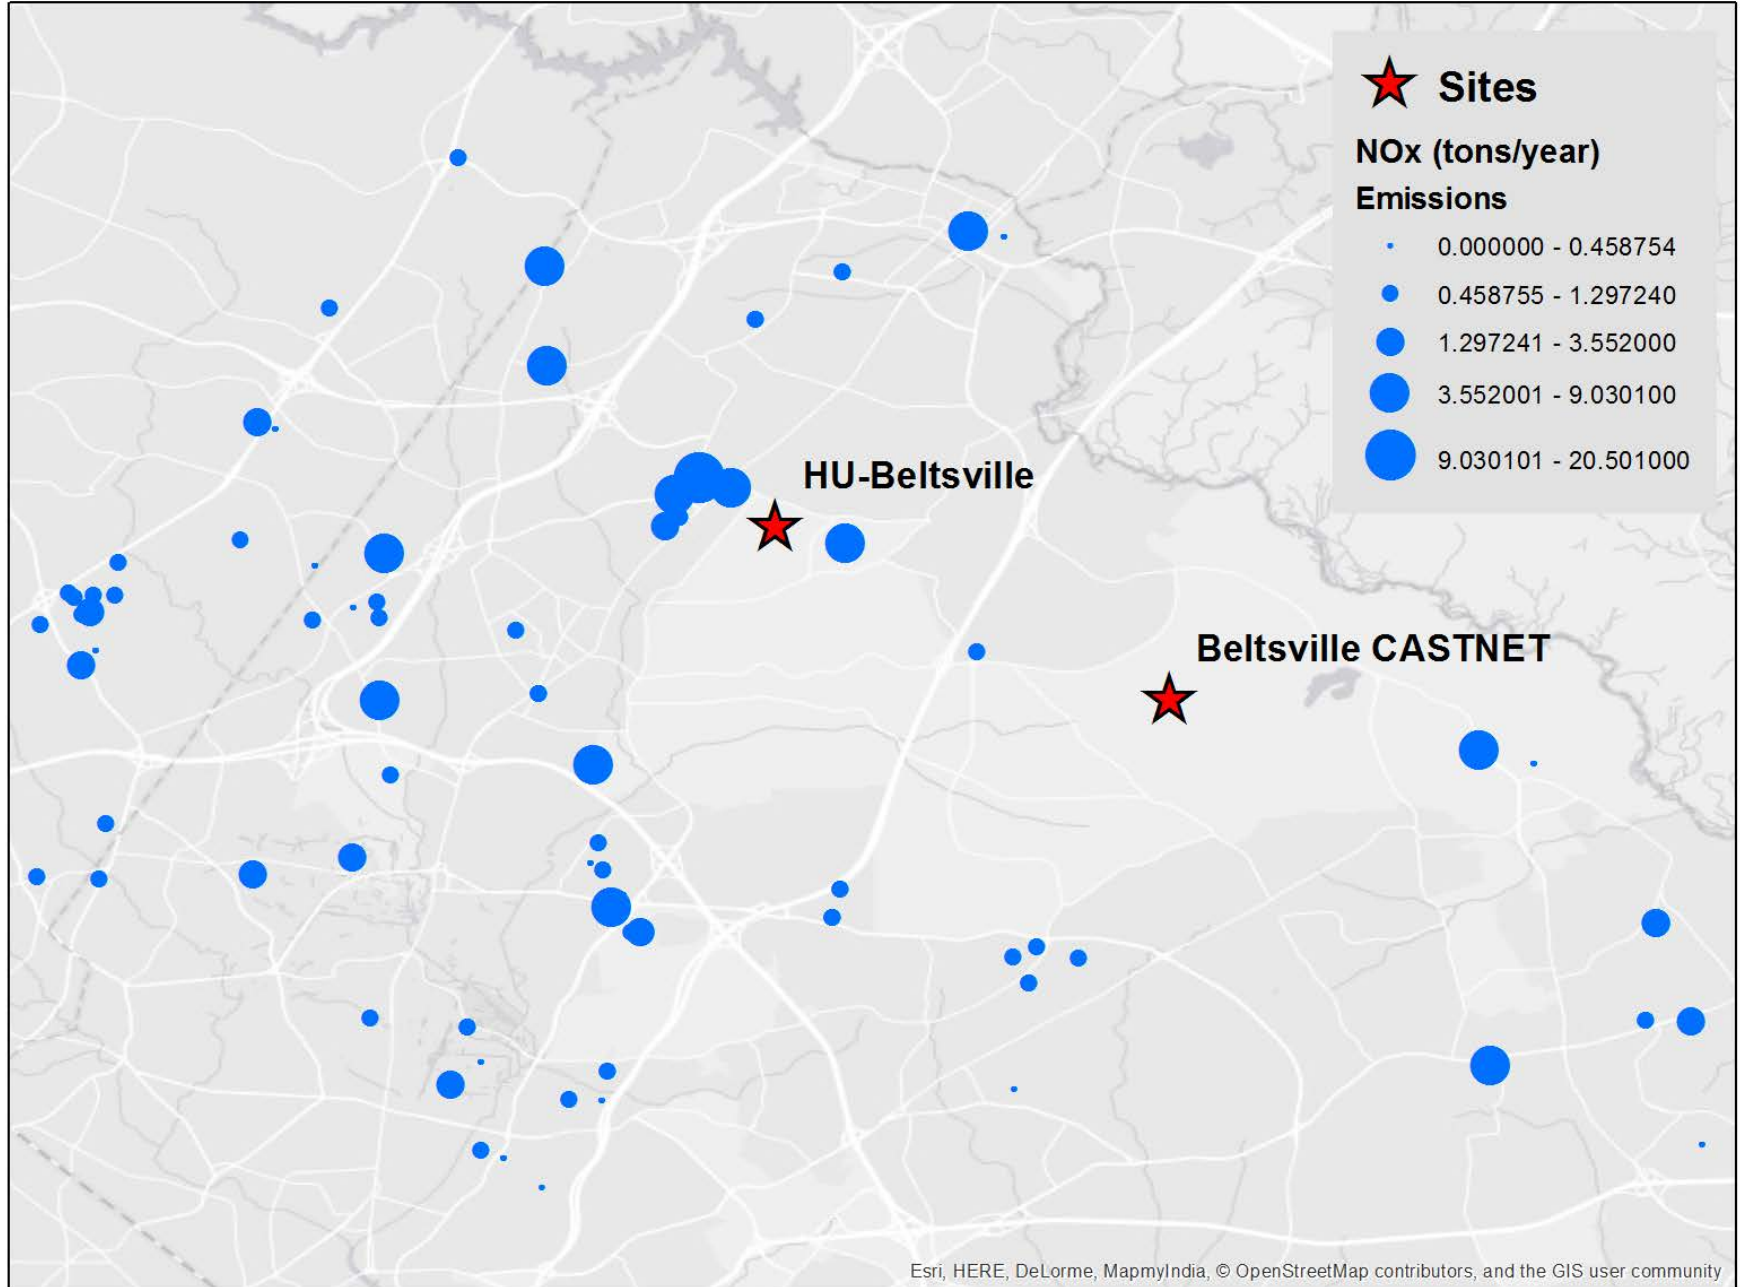 Sites
NOx (tons/year)
Emissions
0.000000 - 0.458754
0.458755 - 1.297240
1.297241 - 3.552000
3.552001 - 9.030100
9.030101 - 20.501000
HU-Beltsville
Beltsville CASTNET
Esri, HERE, DeLorme, MapmyIndia, © OpenStreetMap contributors, and the GIS user community